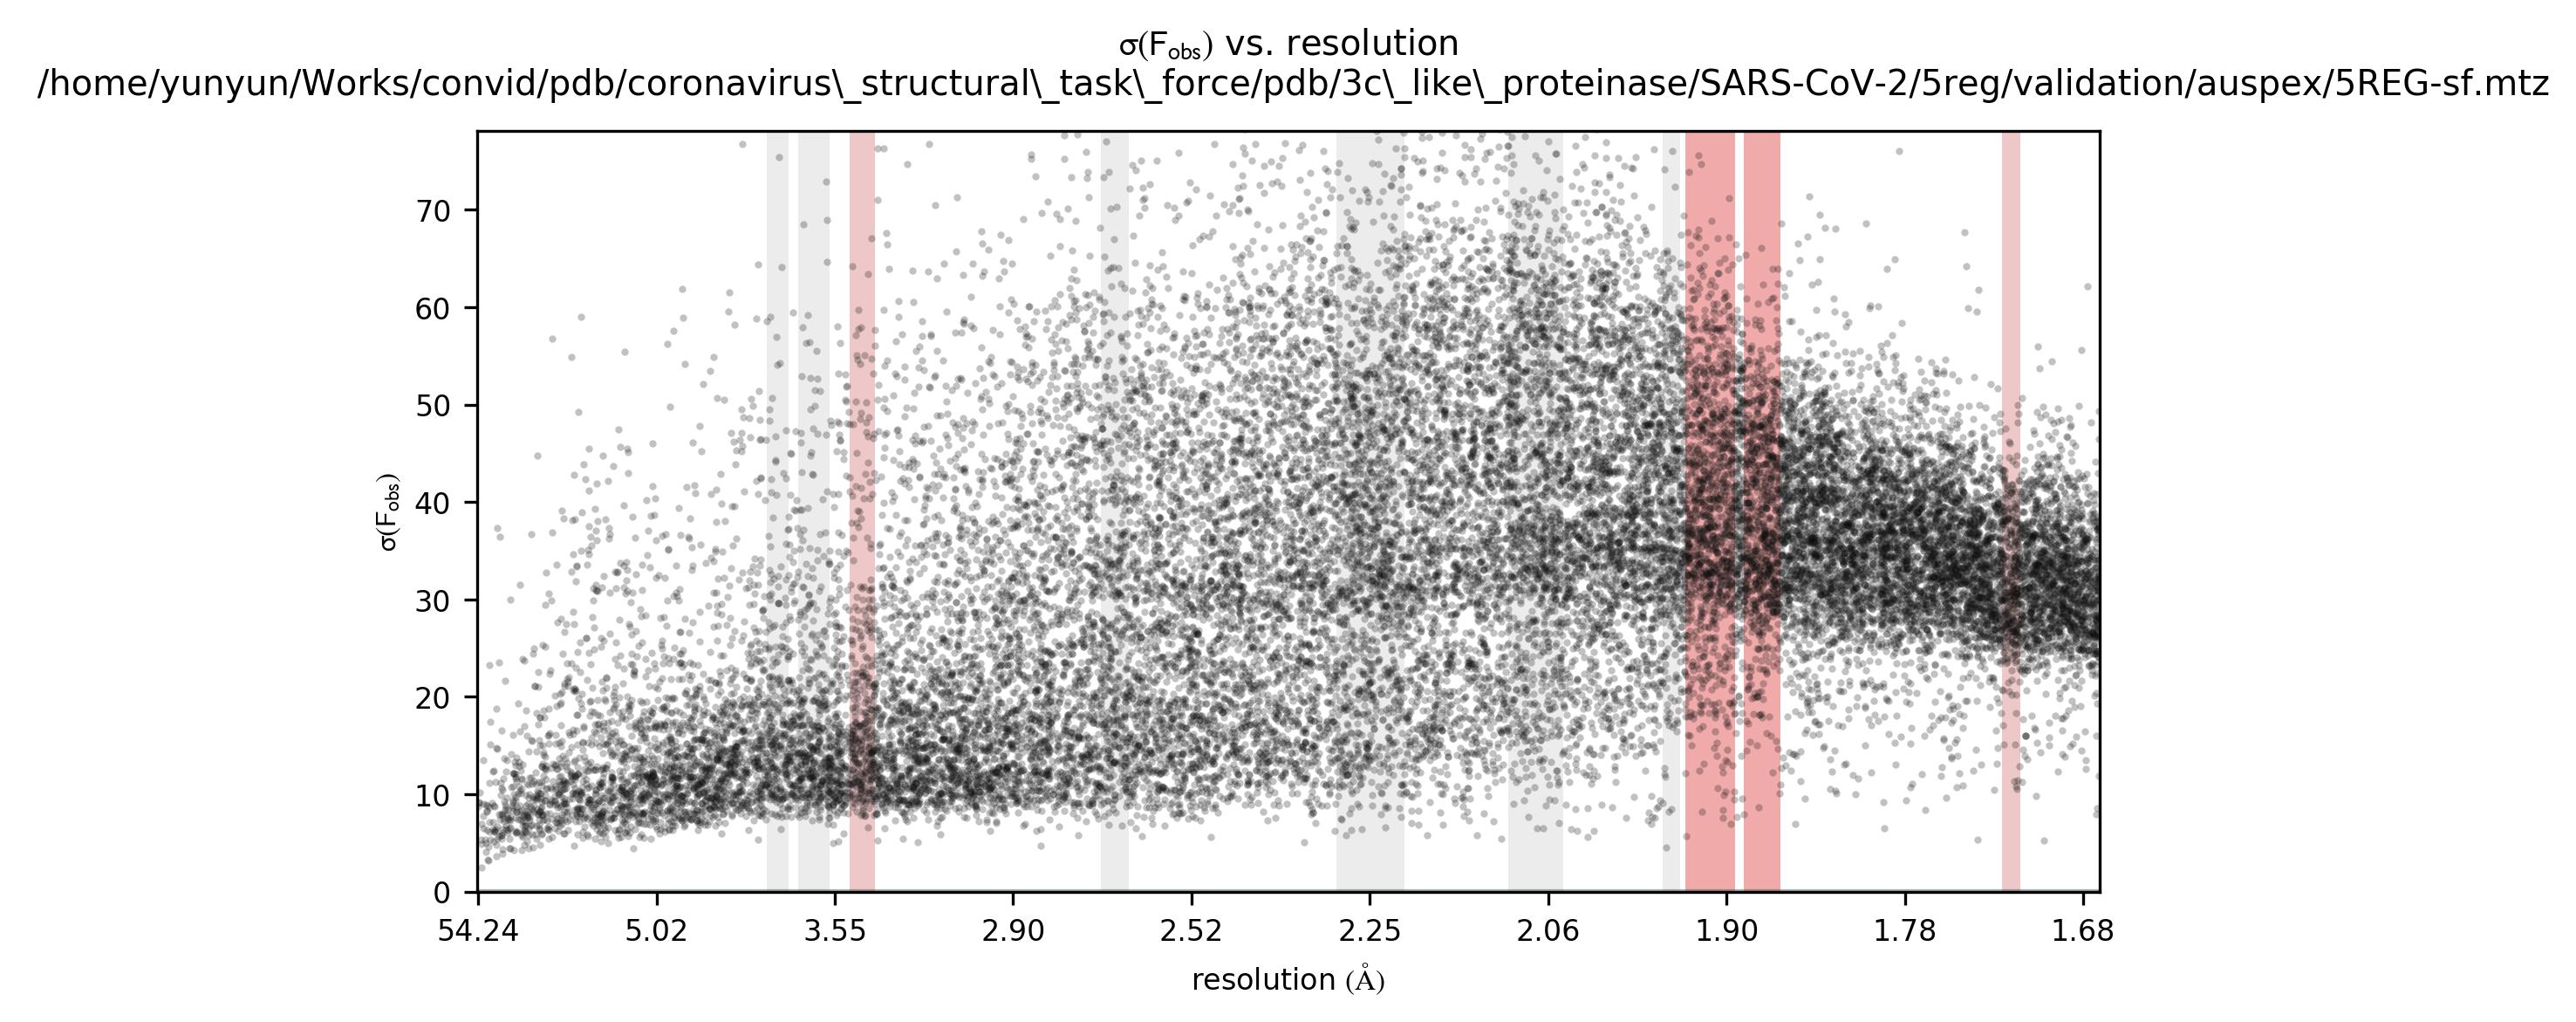 σ(Fobs) vs. resolution
/home/yunyun/Works/convid/pdb/coronavirus\_structural\_task\_force/pdb/3c\_like\_proteinase/SARS-CoV-2/5reg/validation/auspex/5REG-sf.mtz
70
60
50
40
30
20
10
0
σ(Fobs)
54.24 5.02 3.55 2.90 2.52 2.25 2.06 1.90 1.78 1.68
resolution (Å)